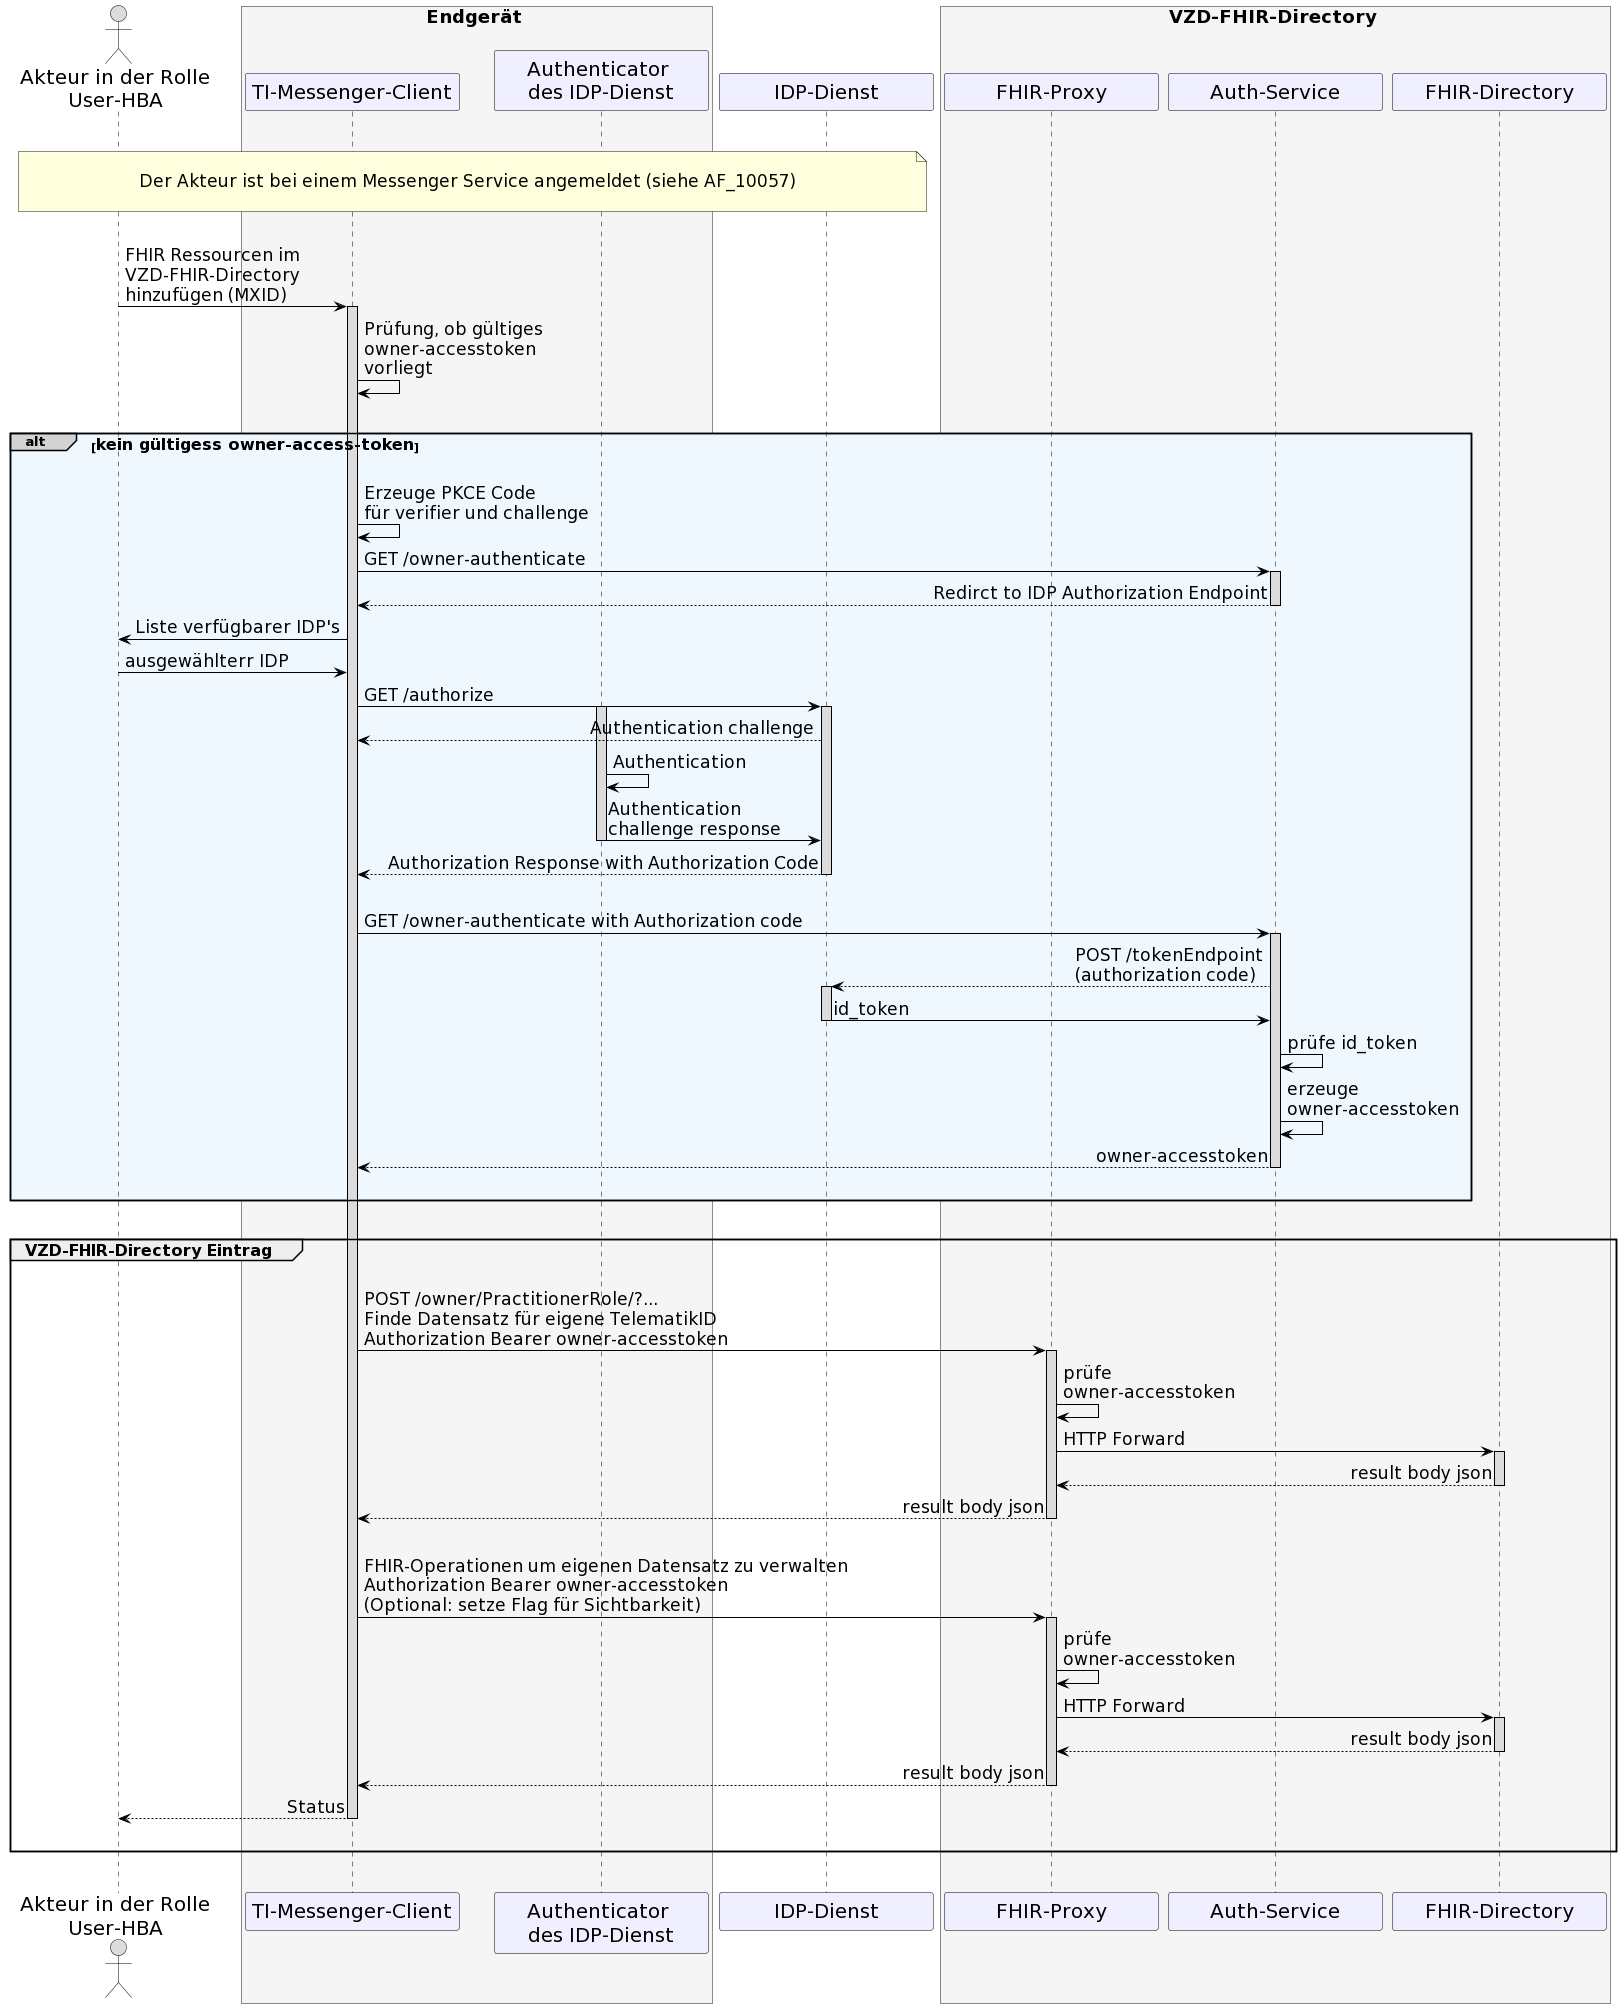 Endgerät
VZD-FHIR-Directory
Akteur in der Rolle
User-HBA
TI-Messenger-Client
Authenticator
des IDP-Dienst
IDP-Dienst
FHIR-Proxy
Auth-Service
FHIR-Directory
Der Akteur ist bei einem Messenger Service angemeldet (siehe AF_10057)
FHIR Ressourcen im
VZD-FHIR-Directory
hinzufügen (MXID)
Prüfung, ob gültiges
owner-accesstoken
vorliegt
alt
[kein gültigess owner-access-token]
Erzeuge PKCE Code
für verifier und challenge
GET /owner-authenticate
Redirct to IDP Authorization Endpoint
Liste verfügbarer IDP's
ausgewählterr IDP
GET /authorize
Authentication challenge
Authentication
Authentication
challenge response
Authorization Response with Authorization Code
GET /owner-authenticate with Authorization code
POST /tokenEndpoint
(authorization code)
id_token
prüfe id_token
erzeuge
owner-accesstoken
owner-accesstoken
VZD-FHIR-Directory Eintrag
POST /owner/PractitionerRole/?...
Finde Datensatz für eigene TelematikID
Authorization Bearer owner-accesstoken
prüfe
owner-accesstoken
HTTP Forward
result body json
result body json
FHIR-Operationen um eigenen Datensatz zu verwalten
Authorization Bearer owner-accesstoken
(Optional: setze Flag für Sichtbarkeit)
prüfe
owner-accesstoken
HTTP Forward
result body json
result body json
Status
Akteur in der Rolle
User-HBA
TI-Messenger-Client
Authenticator
des IDP-Dienst
IDP-Dienst
FHIR-Proxy
Auth-Service
FHIR-Directory